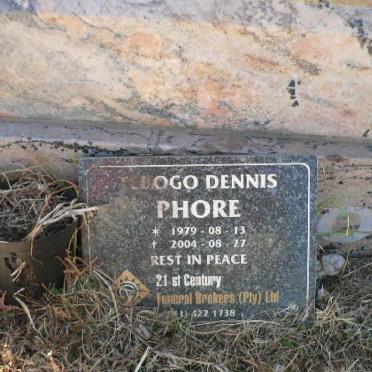 DENNIS
PHORE
* 1979 - 08 - 13
† 2004 - 08 - 27
REST IN PEACE
21 st Century
Funeral Brokers (Pty) Ltd
422 1738